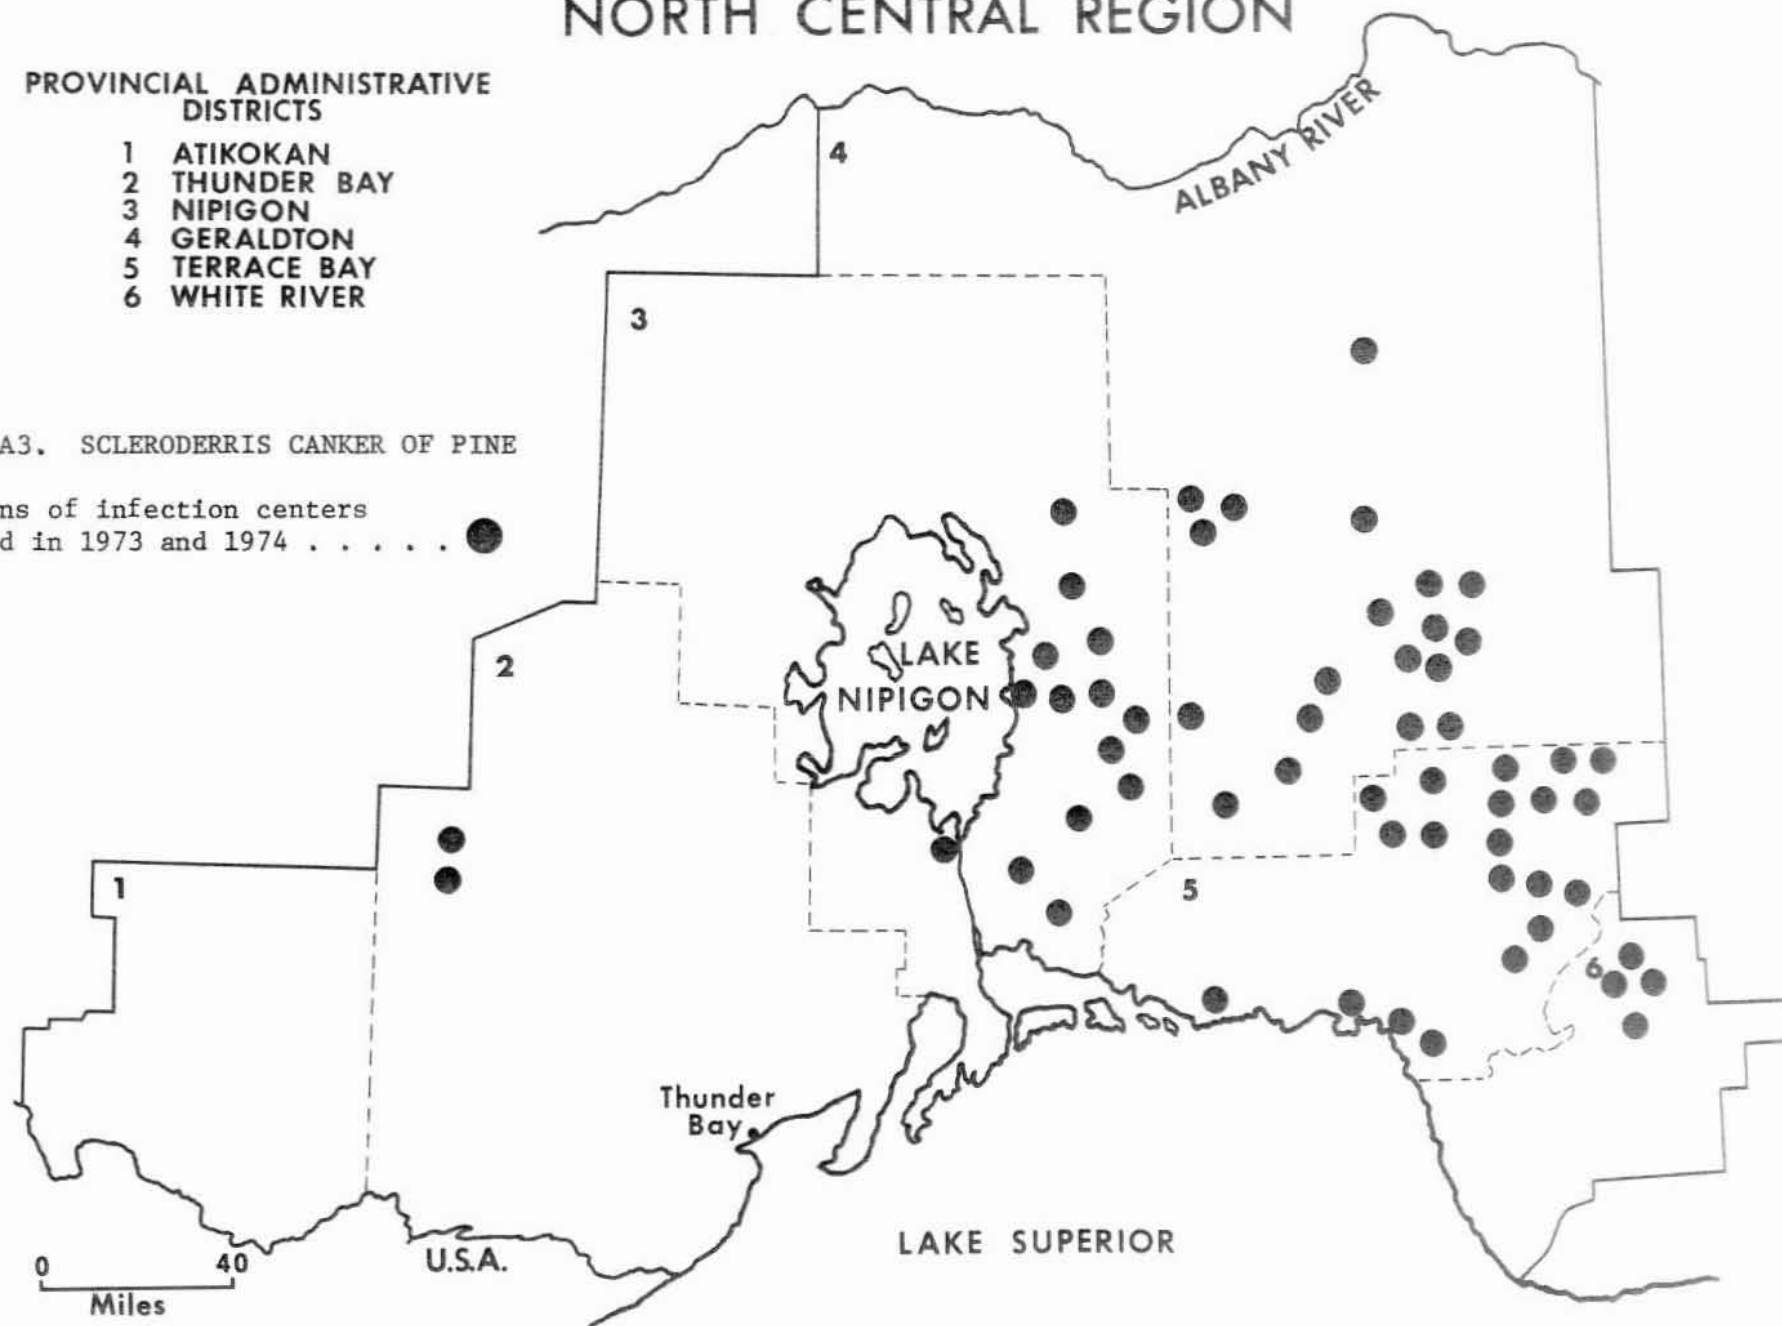 NORTH CENTRAL REGION
PROVINCIAL ADMINISTRATIVE
DISTRICTS
1 ATIKOKAN
2 THUNDER BAY
3 NIPIGON
4 GERALDTON
5 TERRACE BAY
6 WHITE RIVER
A3. SCLERODERRIS CANKER OF PINE
ns of infection centers
d in 1973 and 1974 . . . . .
4
ALBANY RIVER
3
2
LAKE
NIPIGON
1
5
6
Thunder
Bay
LAKE SUPERIOR
U.S.A.
0 40
Miles